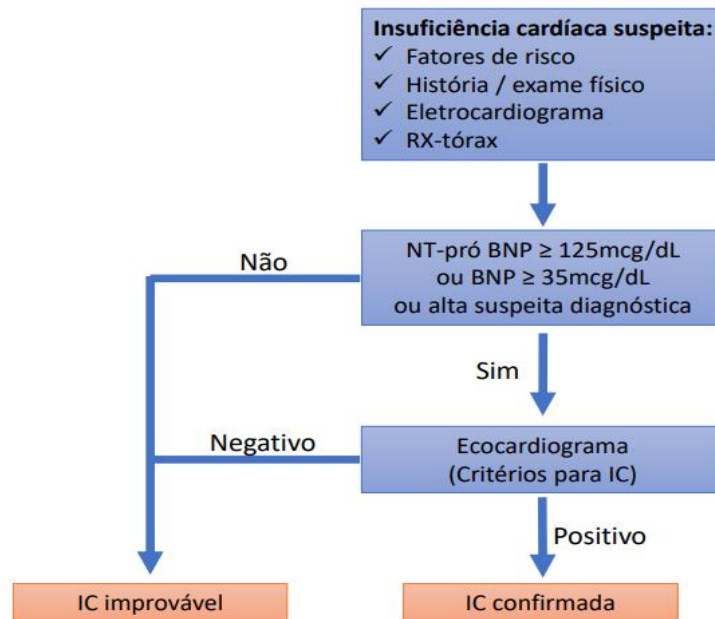 Insuficiência cardíaca suspeita:
✓ Fatores de risco
✓ História / exame físico
✓ Eletrocardiograma
✓ RX-tórax
NT-pró BNP ≥ 125mcg/dL
ou BNP ≥ 35mcg/dL
ou alta suspeita diagnóstica
Não
Sim
Ecocardiograma
(Critérios para IC)
Negativo
Positivo
IC improvável
IC confirmada